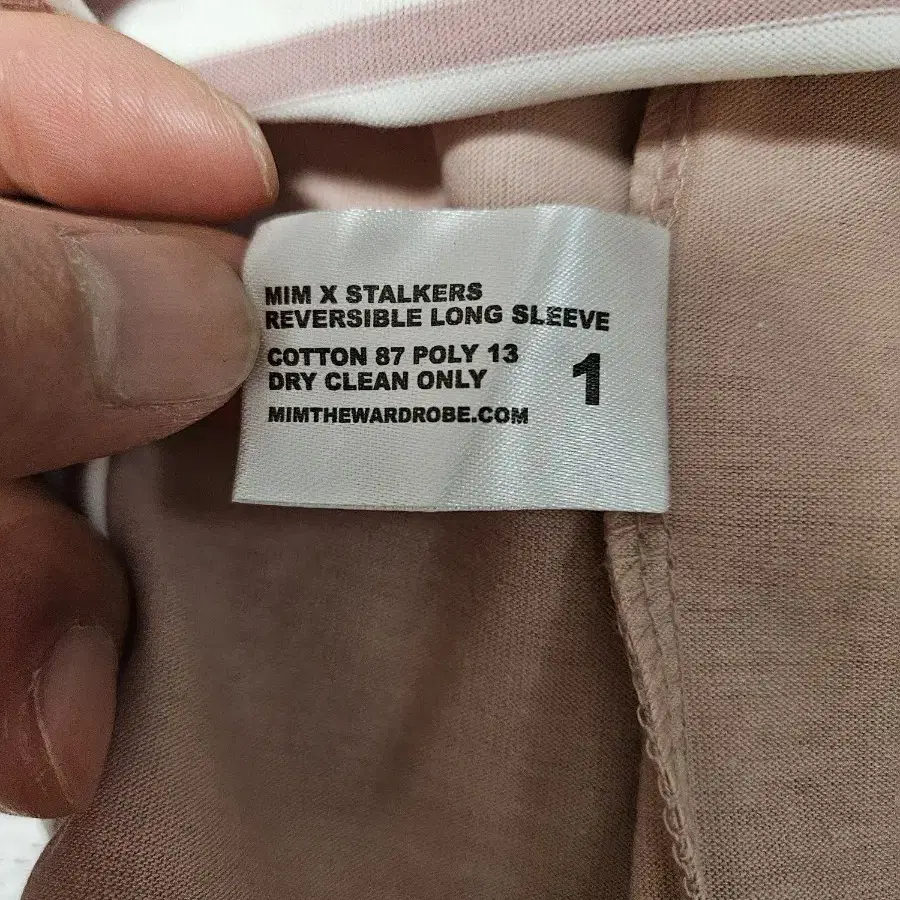 MIM X STALKERS
REVERSIBLE LONG SLEEVE
COTTON 87 POLY 13
DRY CLEAN ONLY
1
MIMTHEWARDROBE.COM